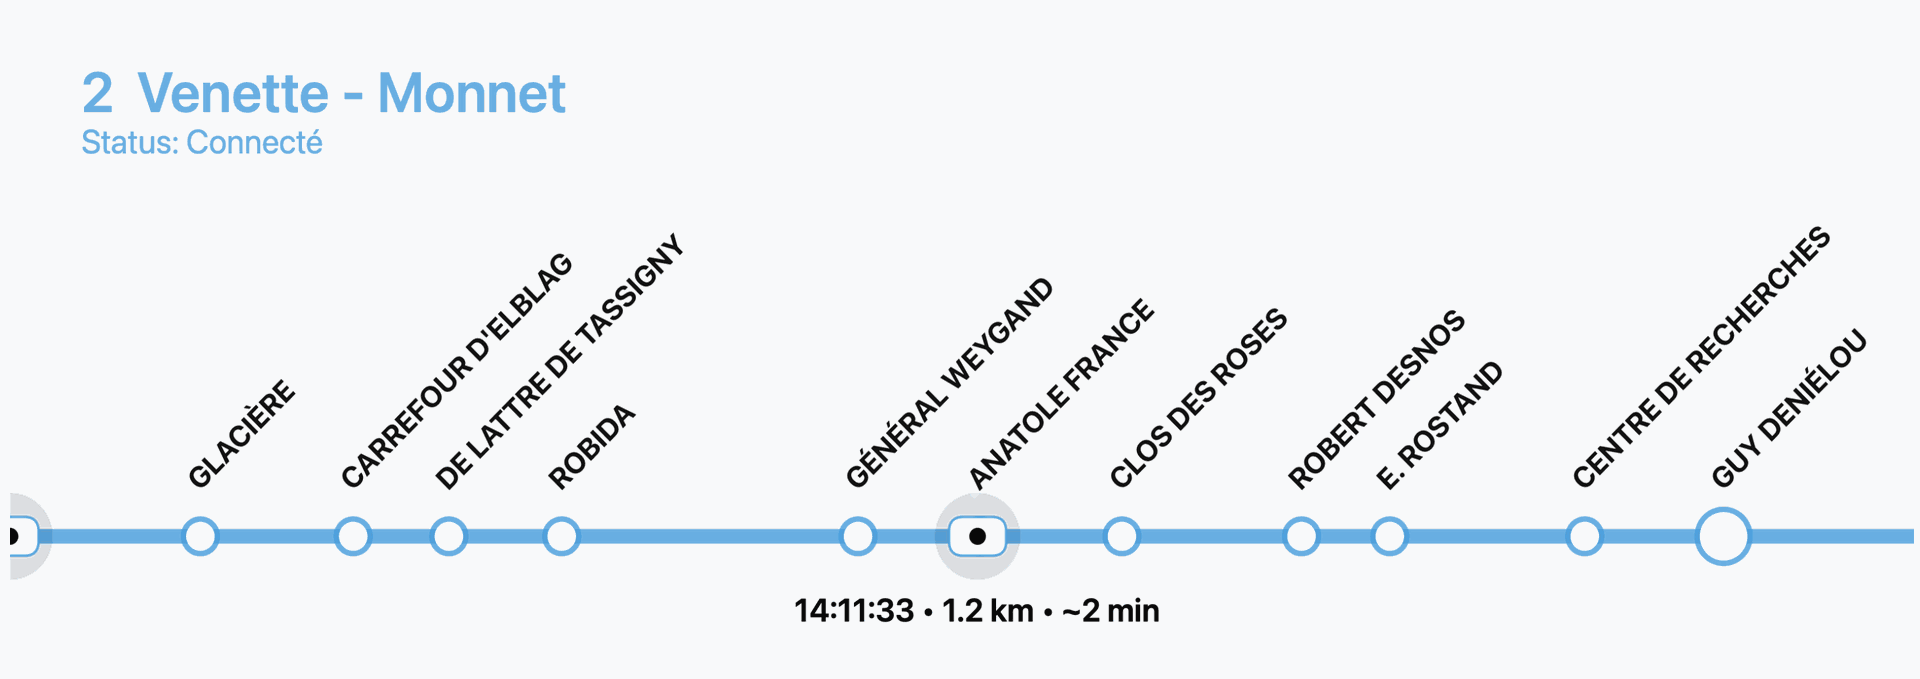 2 Venette - Monnet
Status: Connecté
GLACIÈRE
CARREFOUR D'ELBLAG
DE LATTRE DE TASSIGNY
ROBIDA
GÉNÉRAL WEYGAND
ANATOLE FRANCE
CLOS DES ROSES
ROBERT DESNOS
E. ROSTAND
CENTRE DE RECHERCHES
GUY DENIÉLOU
14:11:33 • 1.2 km • ~2 min